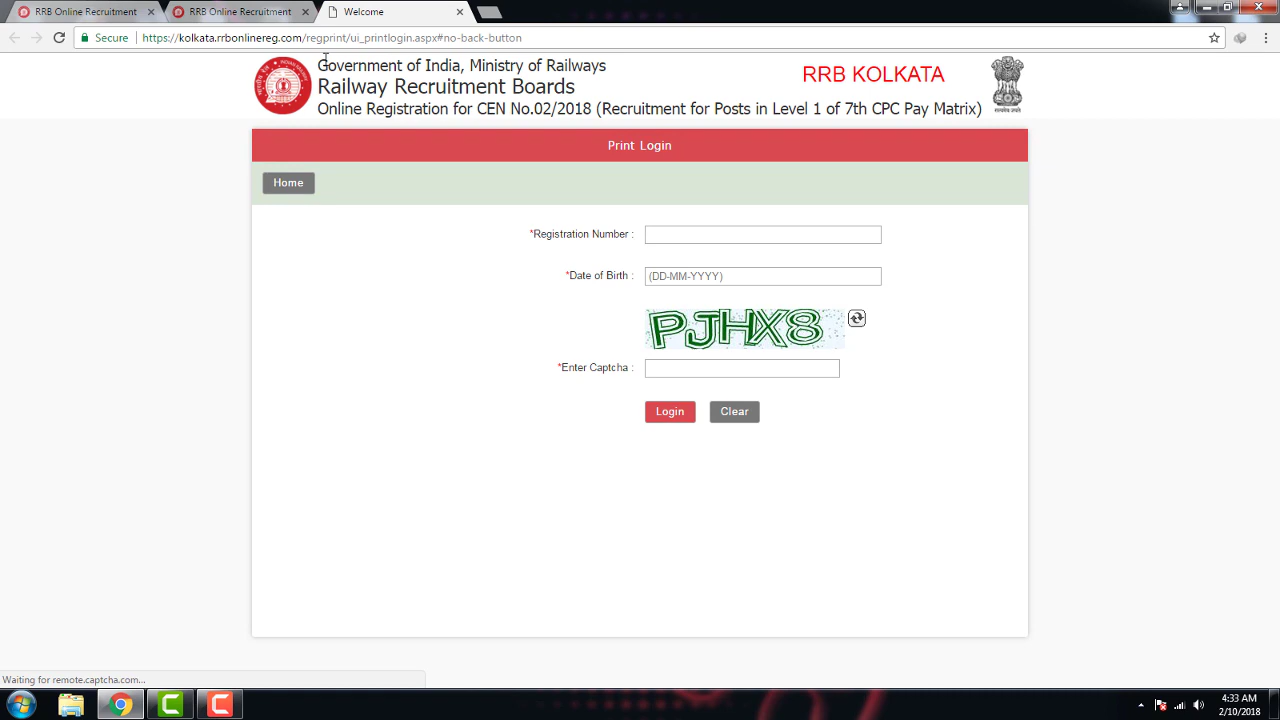 RRB Online Recruitment
RRB Online Recruitment
Welcome
Secure
https://kolkata.rrbonlinereg.com/regprint/ui_printlogin.aspx#no-back-button
Government of India, Ministry of Railways
Railway Recruitment Boards
Online Registration for CEN No.02/2018 (Recruitment for Posts in Level 1 of 7th CPC Pay Matrix)
RRB KOLKATA
Print Login
Home
*Registration Number :
*Date of Birth : (DD-MM-YYYY)
PJHX8
*Enter Captcha :
Login Clear
Waiting for remote.captcha.com...
4:33 AM
2/10/2018